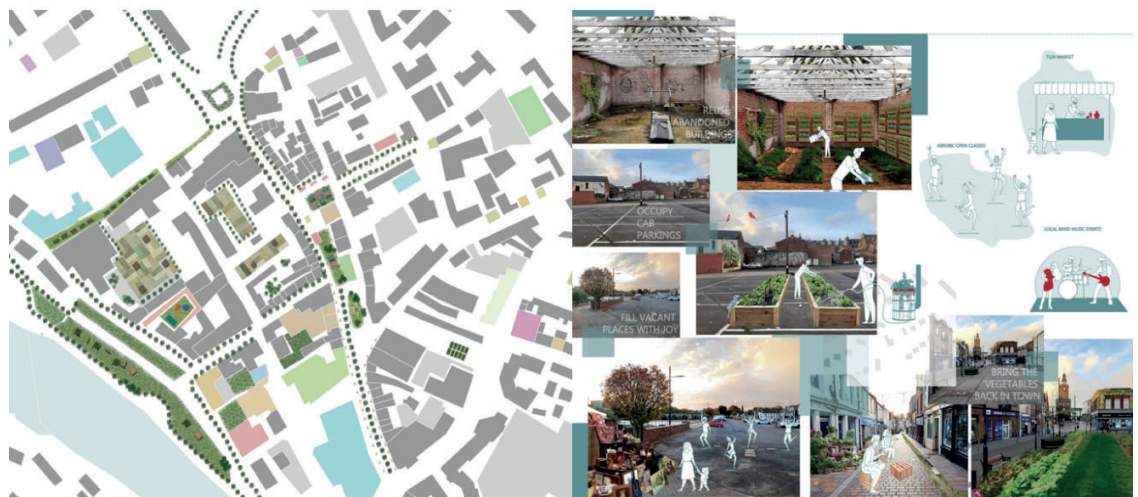 REUSE
ABANDONED
BUILDINGS
FLEA MARKET
AEROBIC OPEN CLASSES
OCCUPY
CAR
PARKINGS
LOCAL BAND MUSIC EVENTS
FILL VACANT
PLACES WITH JOY
BRING THE
VEGETABLES
BACK IN TOWN